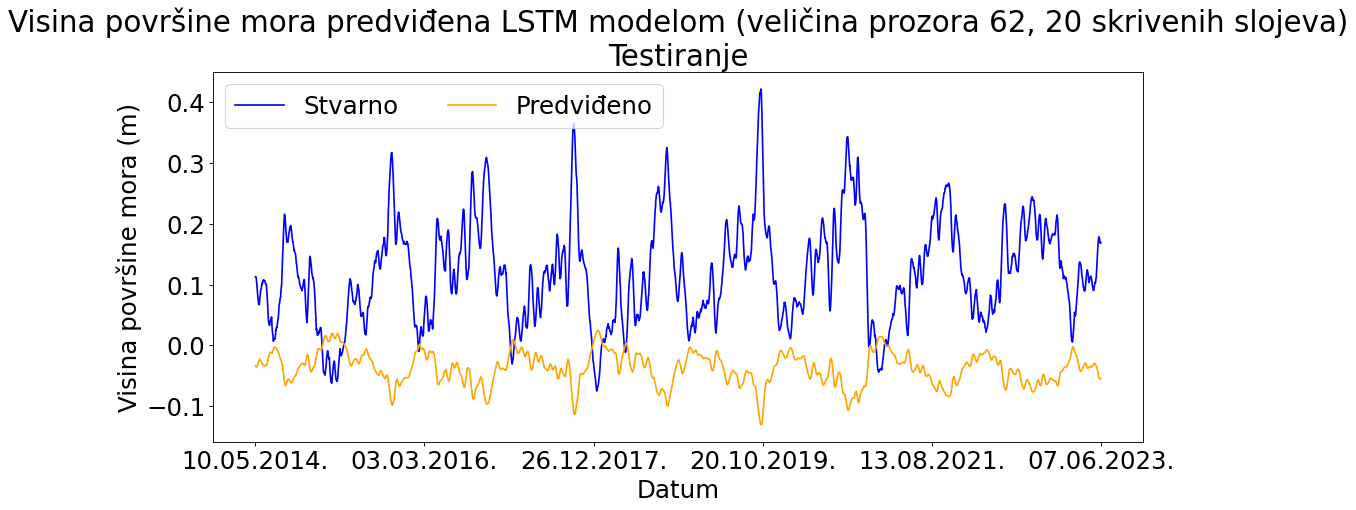 Visina površine mora predviđena LSTM modelom (veličina prozora 62, 20 skrivenih slojeva)
Testiranje
Stvarno
Predviđeno
Visina površine mora (m)
0.4
0.3
0.2
0.1
0.0
−0.1
10.05.2014.
03.03.2016.
26.12.2017.
20.10.2019.
13.08.2021.
07.06.2023.
Datum